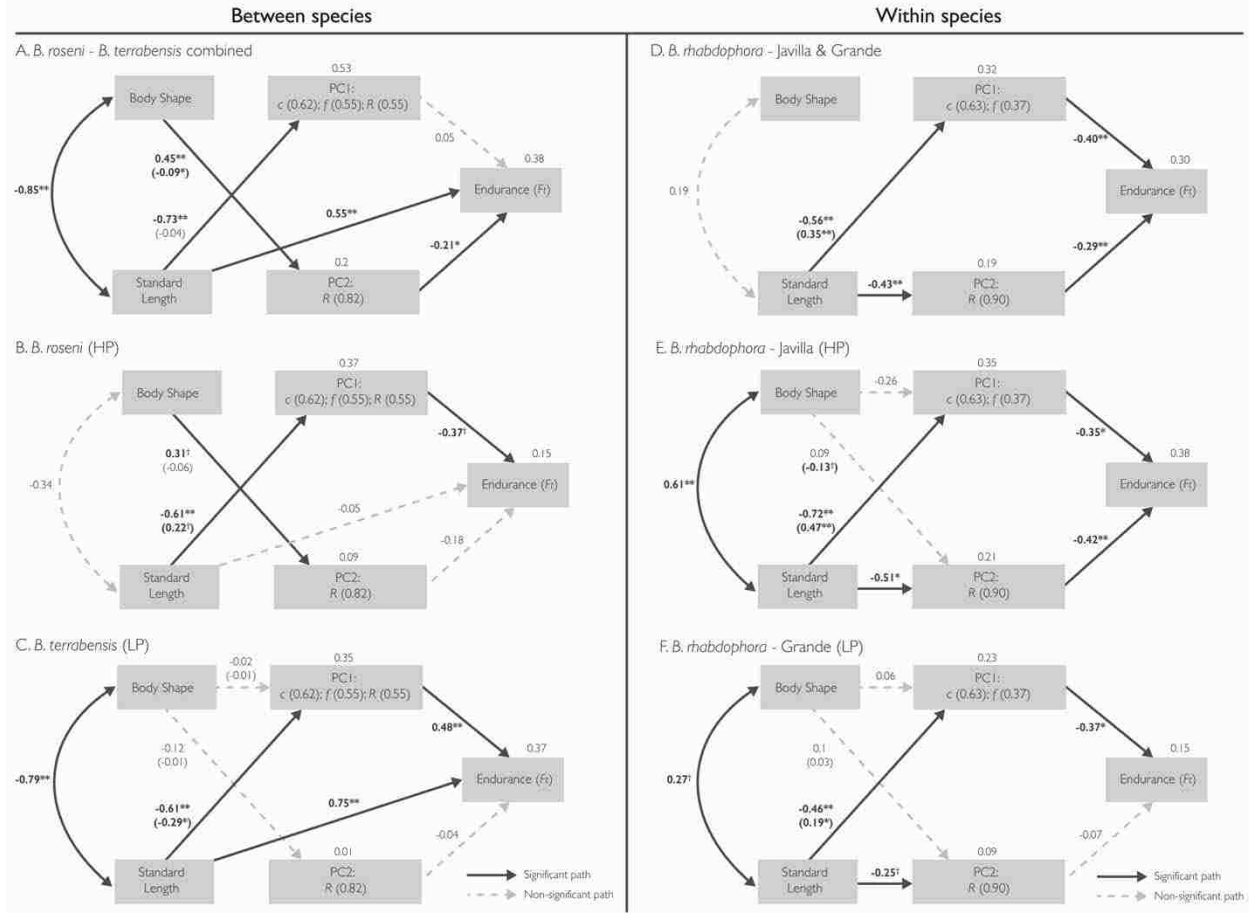 Between species
Within species
A. B. roseni - B. terrabensis combined
0.53
Body Shape
PC1:
c (0.62); f (0.55); R (0.55)
0.05
0.38
0.45**
(-0.09*)
-0.85**
Endurance (Ft)
0.55**
-0.73**
(-0.04)
-0.21*
0.2
Standard
Length
PC2:
R (0.82)
B. B. roseni (HP)
0.37
Body Shape
PC1:
c (0.62); f (0.55); R (0.55)
-0.37†
0.15
0.31†
(-0.06)
-0.34
Endurance (Ft)
-0.05
-0.61**
(0.22†)
-0.18
0.09
Standard
Length
PC2:
R (0.82)
C. B. terrabensis (LP)
0.35
-0.02
(-0.01)
Body Shape
PC1:
c (0.62); f (0.55); R (0.55)
0.48**
0.37
-0.12
(-0.01)
-0.79**
Endurance (Ft)
0.75**
-0.61**
(-0.29*)
-0.04
0.01
Standard
Length
PC2:
R (0.82)
Significant path
Non-significant path
D. B. rhabdophora - Javilla & Grande
0.32
Body Shape
PC1:
c (0.63); f (0.37)
-0.40**
0.30
0.19
Endurance (Ft)
-0.56**
(0.35**)
-0.29**
0.19
Standard
Length
-0.43**
PC2:
R (0.90)
E. B. rhabdophora - Javilla (HP)
0.35
Body Shape
-0.26
PC1:
c (0.63); f (0.37)
-0.35*
0.38
0.09
(-0.13†)
0.61**
Endurance (Ft)
-0.72**
(0.47**)
-0.42**
0.21
Standard
Length
-0.51*
PC2:
R (0.90)
F. B. rhabdophora - Grande (LP)
0.23
Body Shape
0.06
PC1:
c (0.63); f (0.37)
-0.37*
0.15
0.1
(0.03)
0.27†
Endurance (Ft)
-0.46**
(0.19*)
-0.07
0.09
Standard
Length
-0.25†
PC2:
R (0.90)
Significant path
Non-significant path